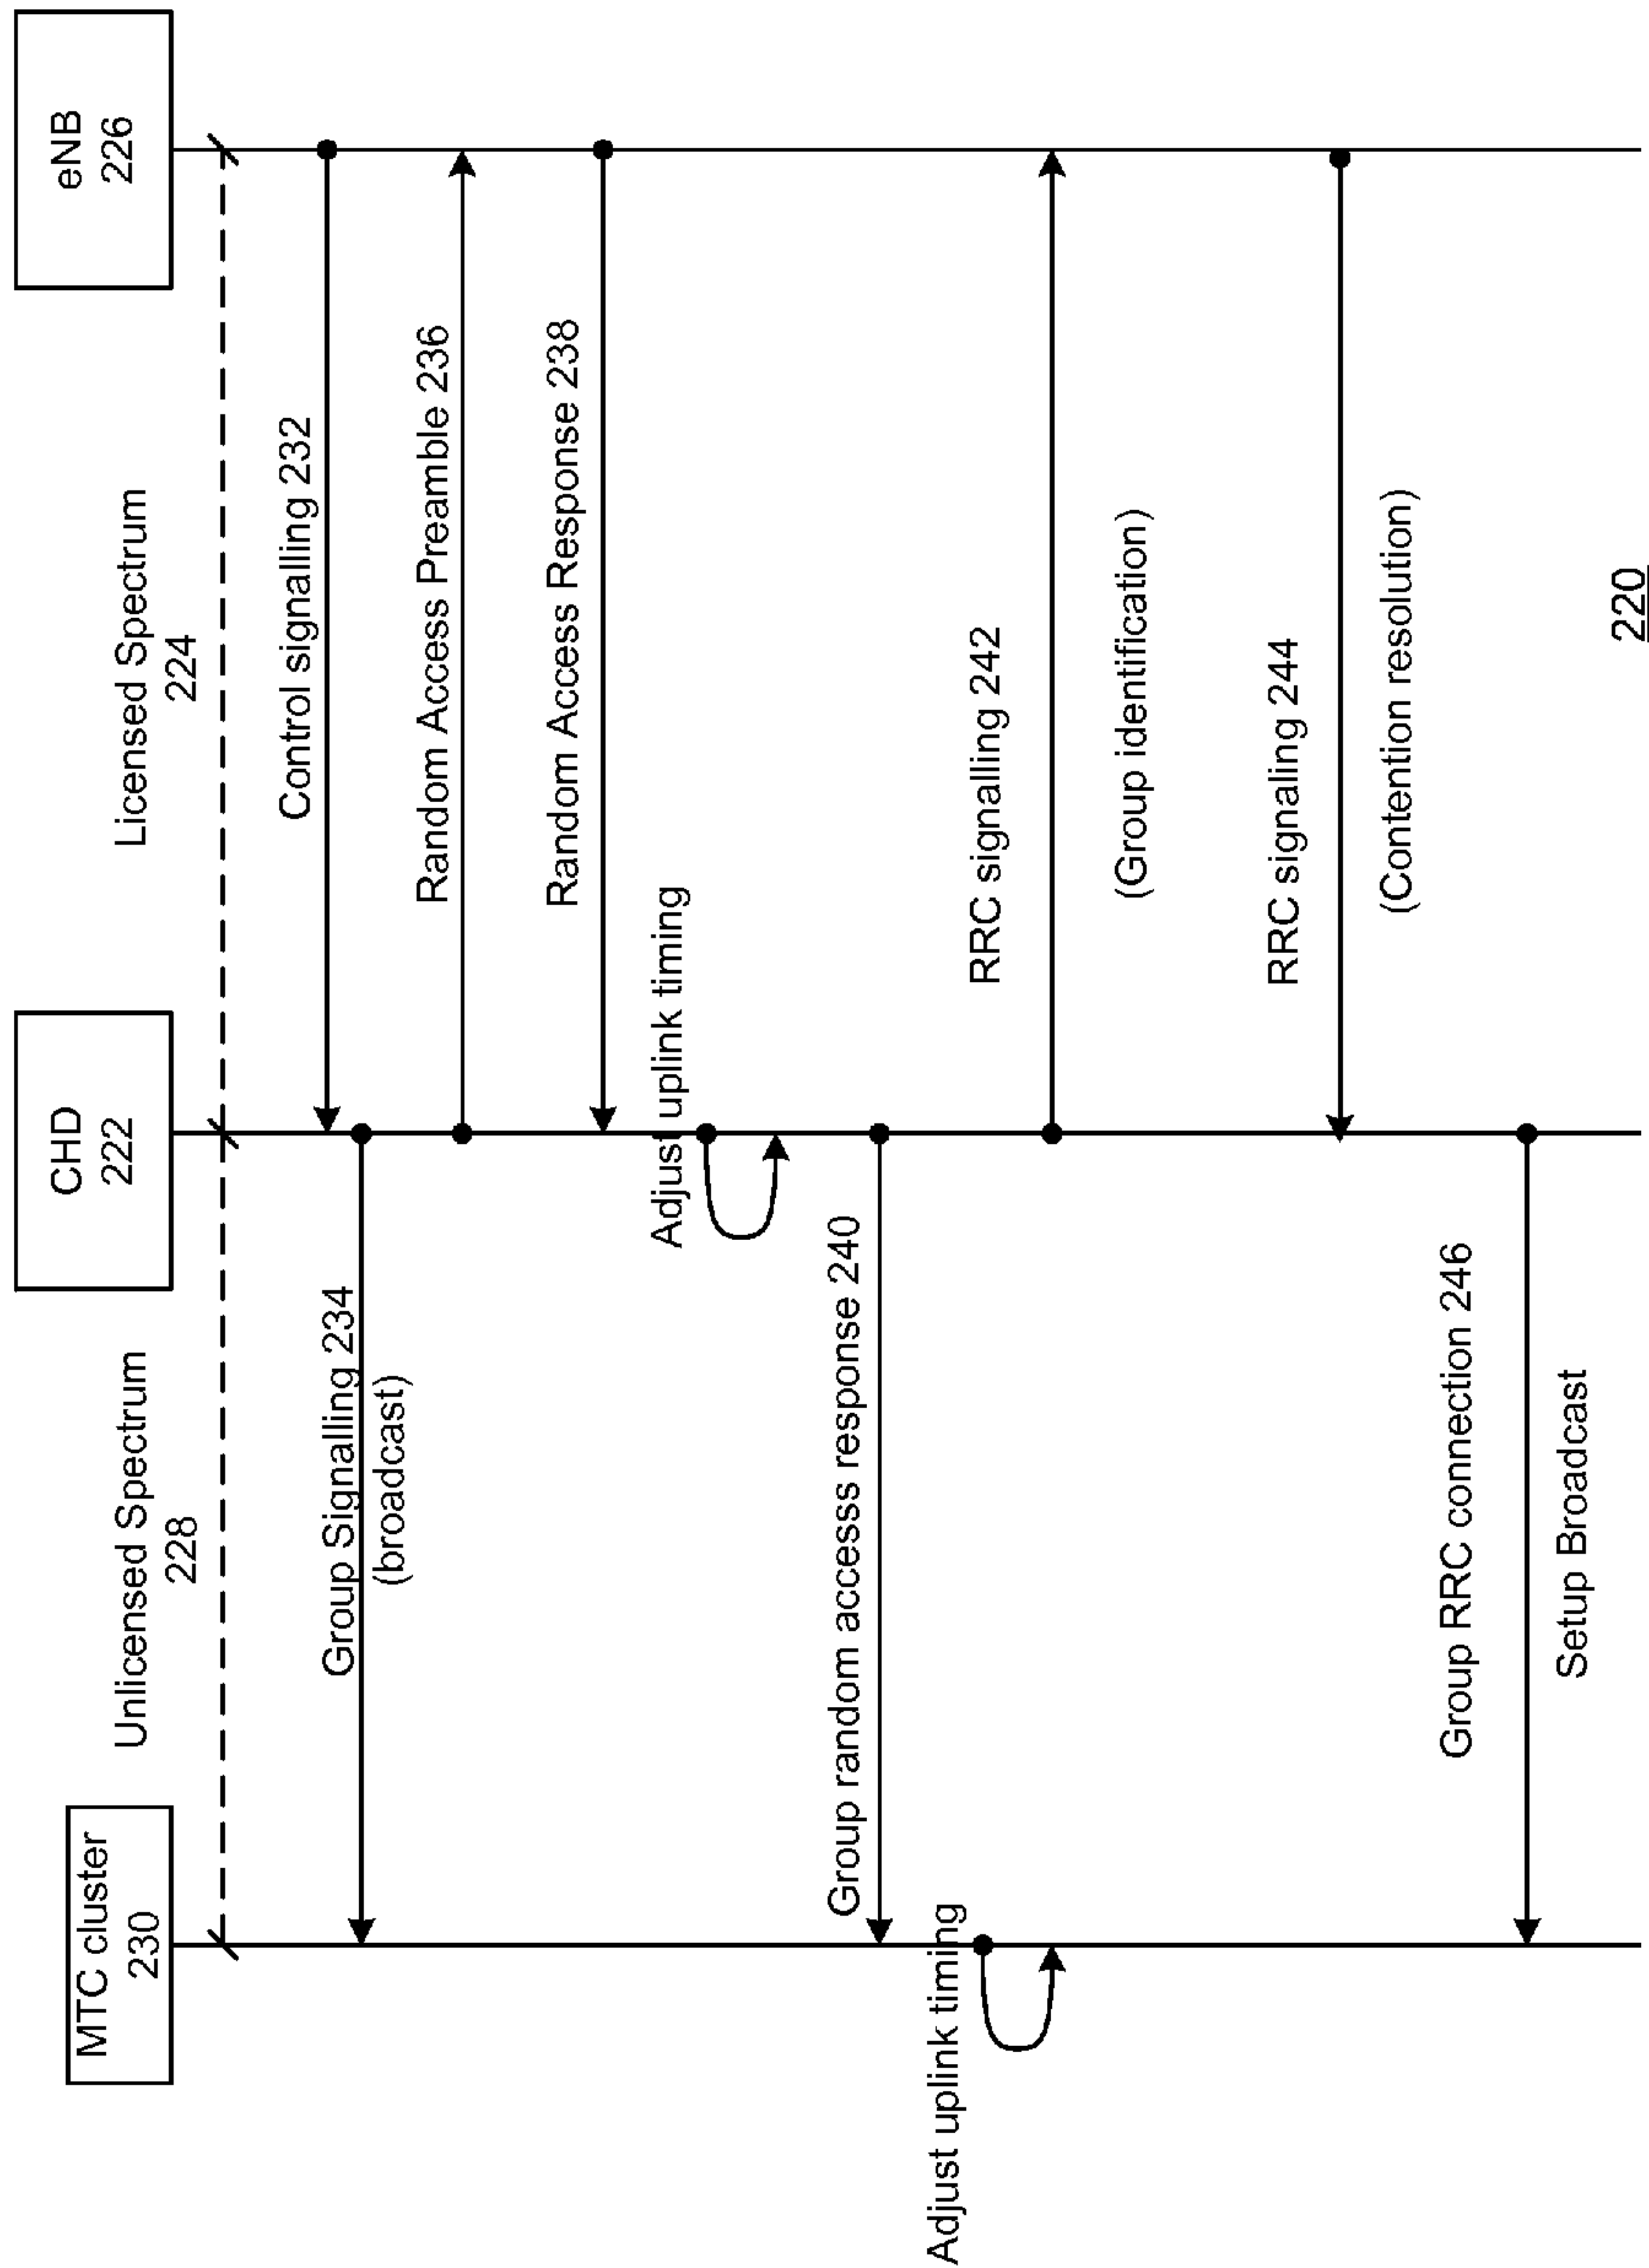 MTC cluster
230
CHD
222
eNB
226
Unlicensed Spectrum
228
Licensed Spectrum
224
Control signalling 232
Group Signalling 234
(broadcast)
Random Access Preamble 236
Random Access Response 238
Adjust uplink timing
Group random accesss response 240
Adjust uplink timing
RRC signalling 242
(Group identification)
RRC signaling 244
(Contention resolution)
Group RRC connection 246
Setup Broadcast
220